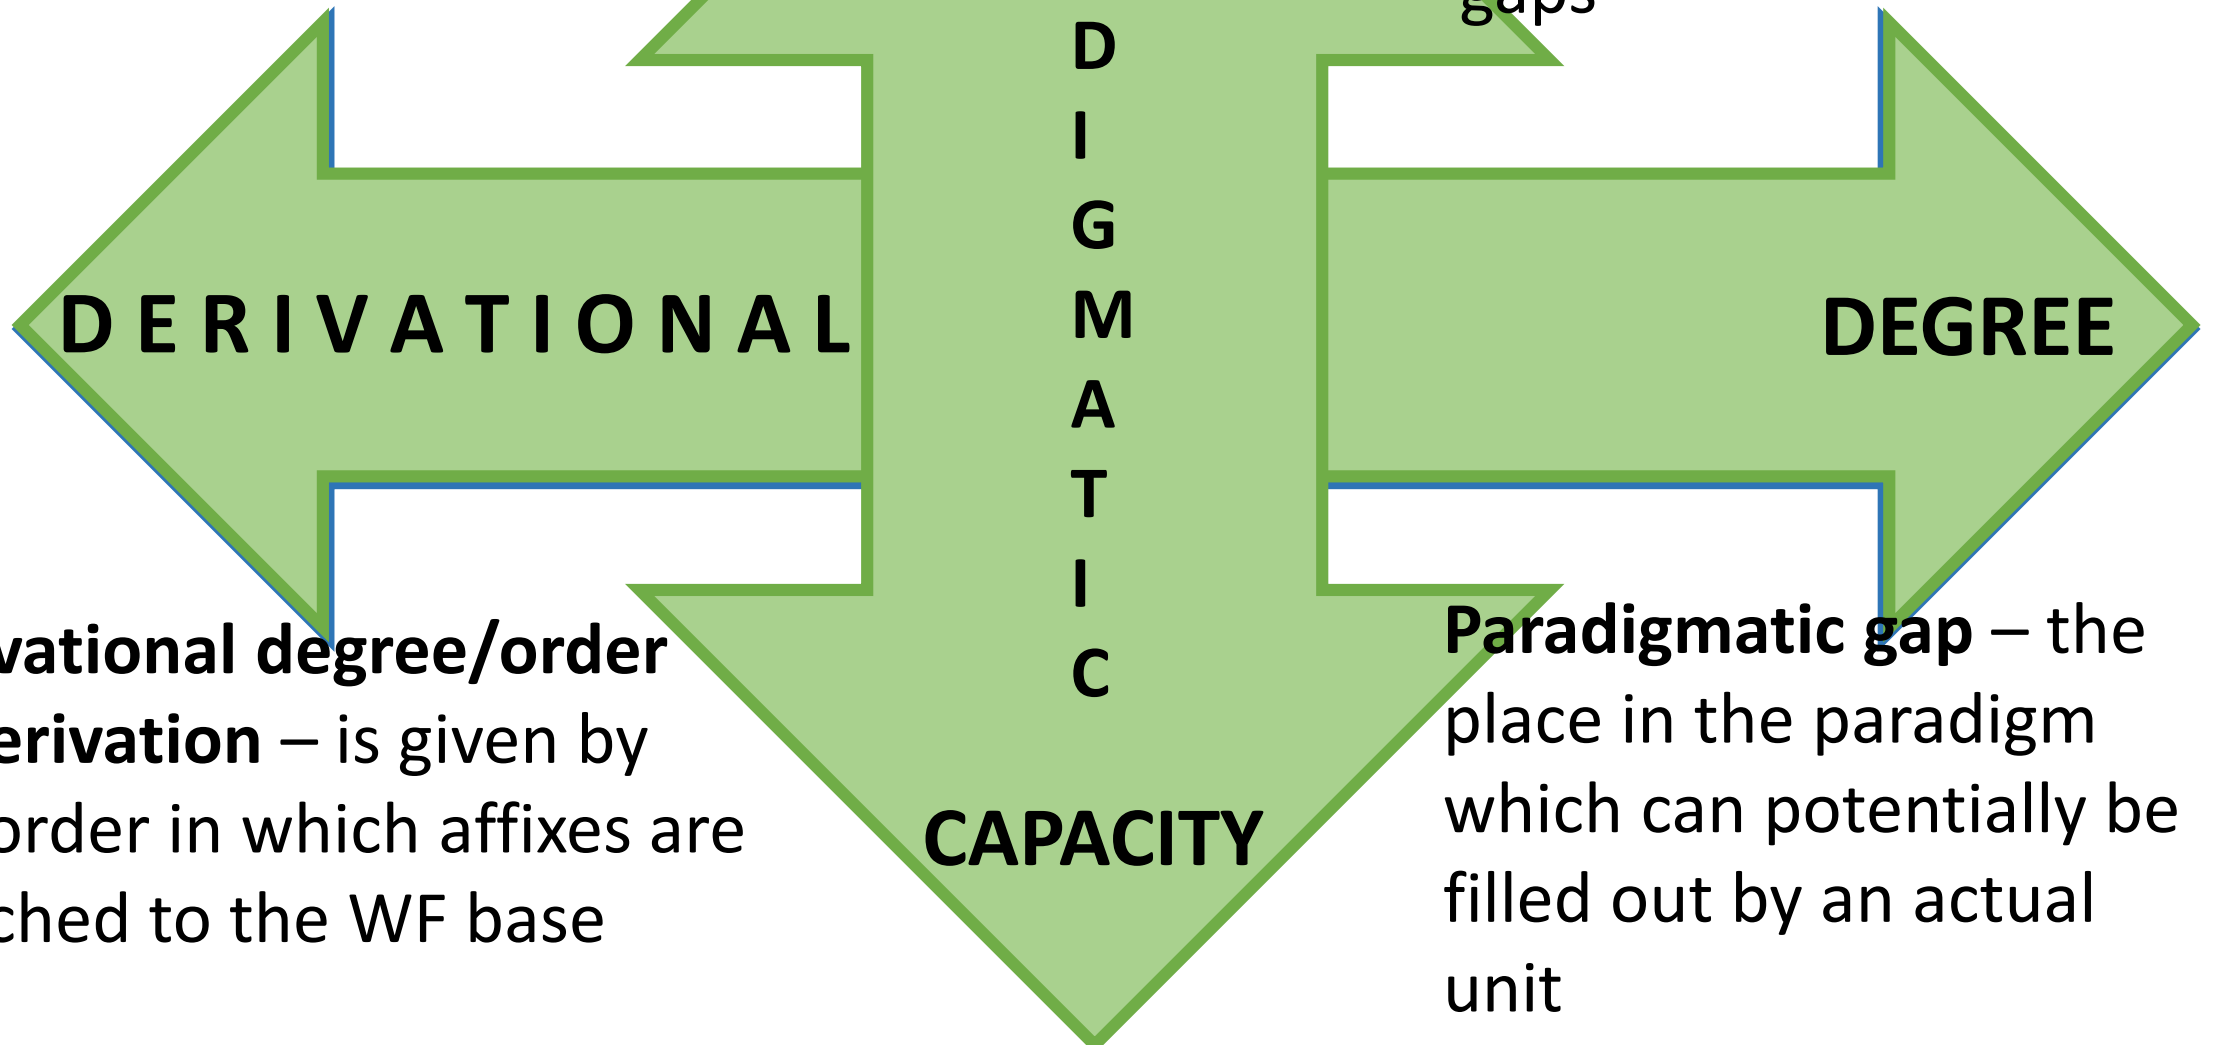 gaps
D
I
G
M
A
T
I
C
D E R I V A T I O N A L
DEGREE
CAPACITY
vational degree/order
erivation – is given by
order in which affixes are
ched to the WF base
Paradigmatic gap – the
place in the paradigm
which can potentially be
filled out by an actual
unit